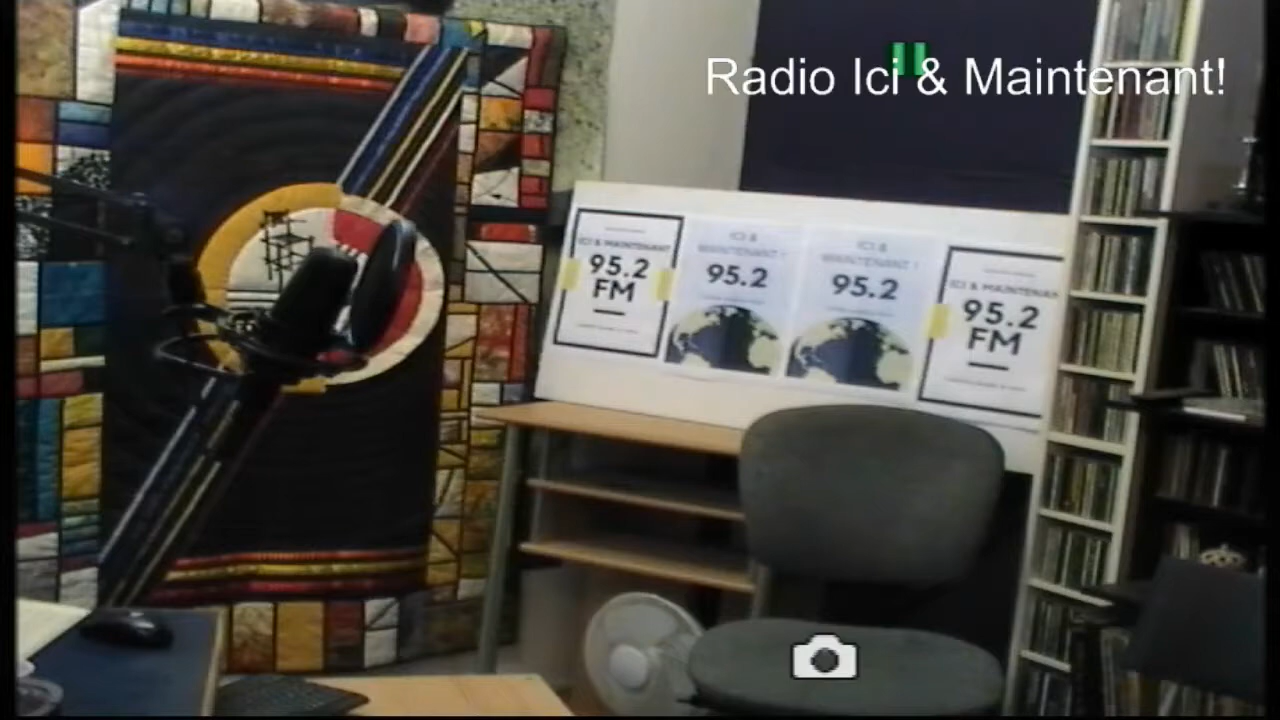 Radio Ici & Maintenant!
ICI & MAINTENANT
95.2
FM
ICI &
MAINTENANT !
95.2
ICI &
MAINTENANT !
95.2
ICI & MAINTENAN
95.2
FM